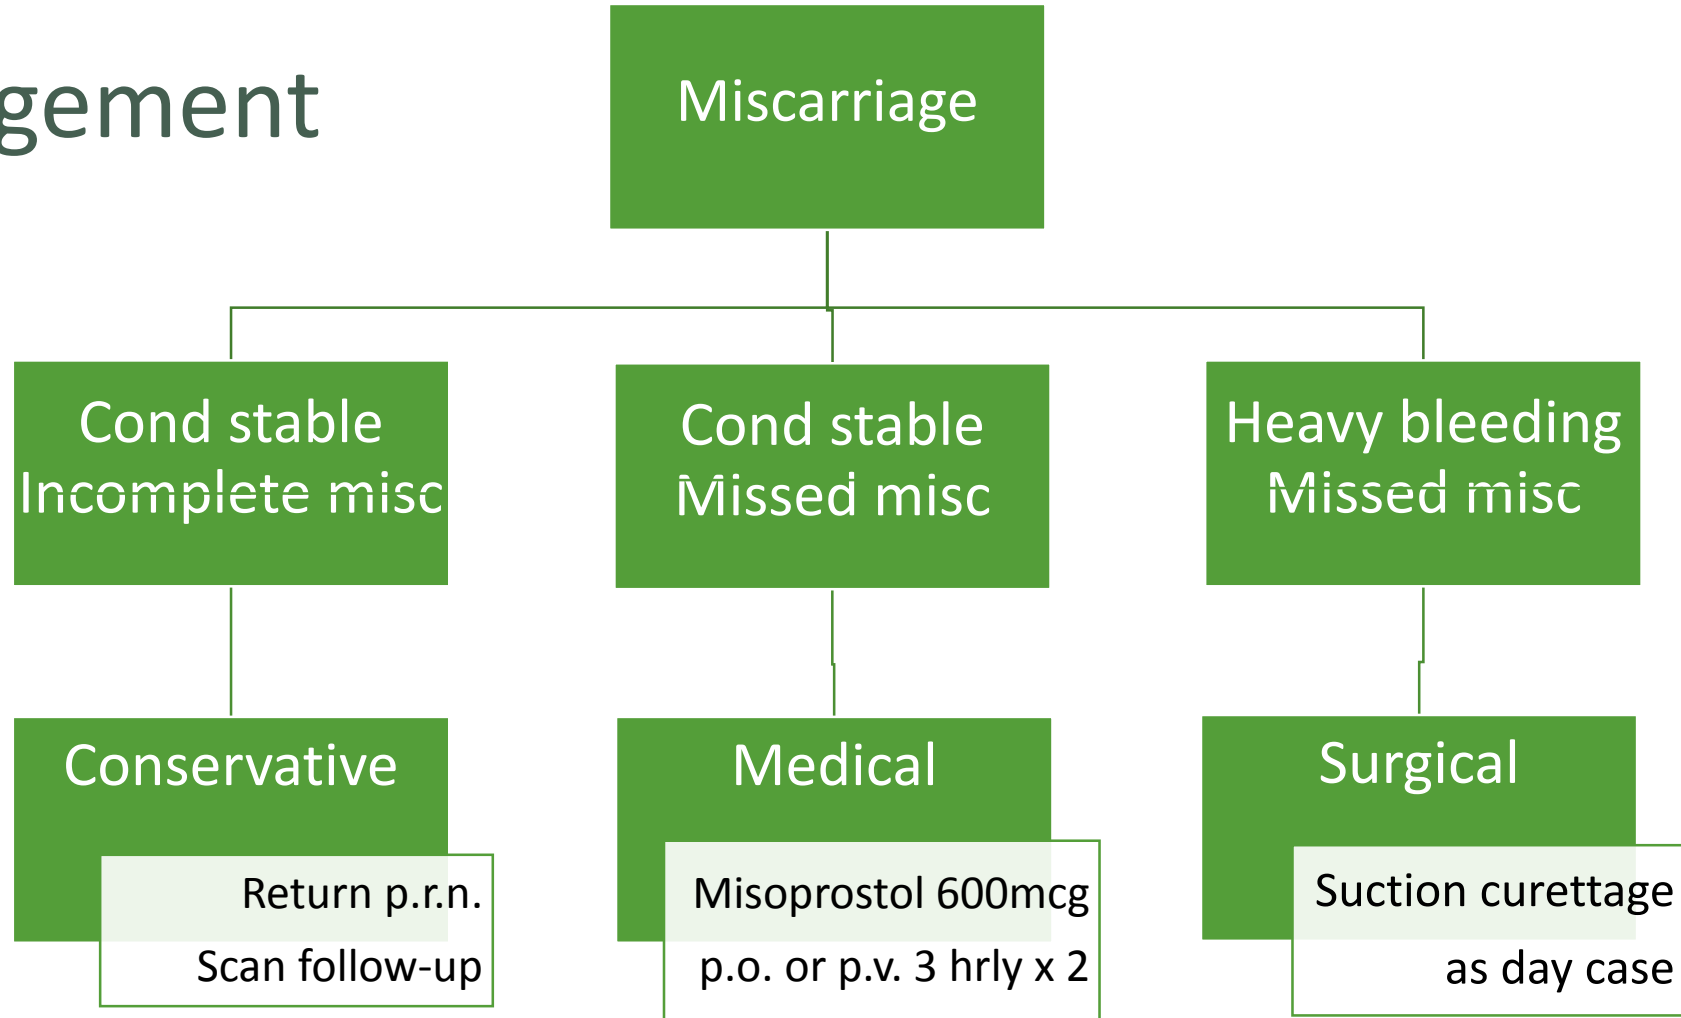 gement
Miscarriage
Cond stable
Incomplete misc
Cond stable
Missed misc
Heavy bleeding
Missed misc
Conservative
Return p.r.n.
Scan follow-up
Medical
Misoprostol 600mcg
p.o. or p.v. 3 hrly x 2
Surgical
Suction curettage
as day case